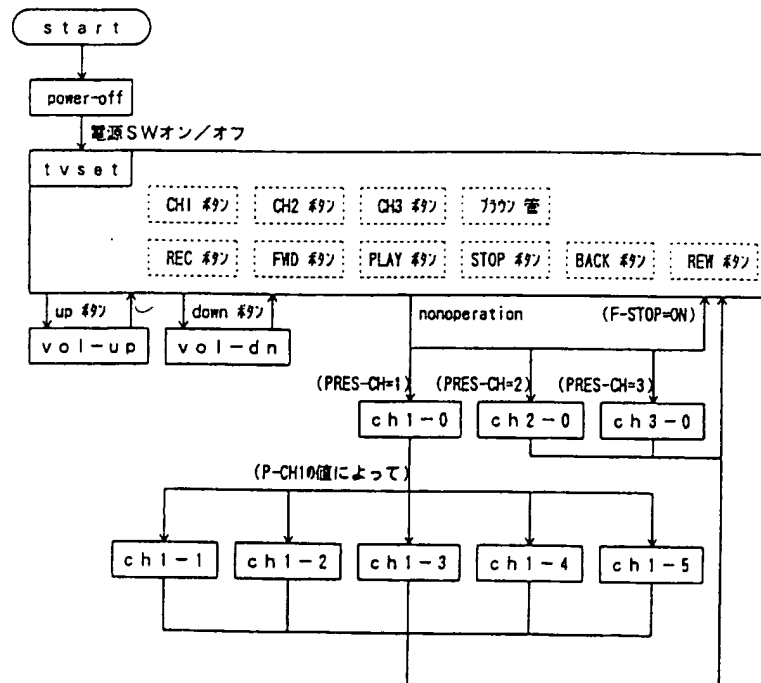 start
power-off
電源SWオン/オフ
tvset
CH1 ボタン CH2 ボタン CH3 ボタン ブラウン管
REC ボタン FWD ボタン PLAY ボタン STOP ボタン BACK ボタン REW ボタン
up ボタン down ボタン nonoperation (F-STOP=ON)
vol-up vol-dn
(PRES-CH=1) (PRES-CH=2) (PRES-CH=3)
ch1-0 ch2-0 ch3-0
(P-CH1の値によって)
ch1-1 ch1-2 ch1-3 ch1-4 ch1-5